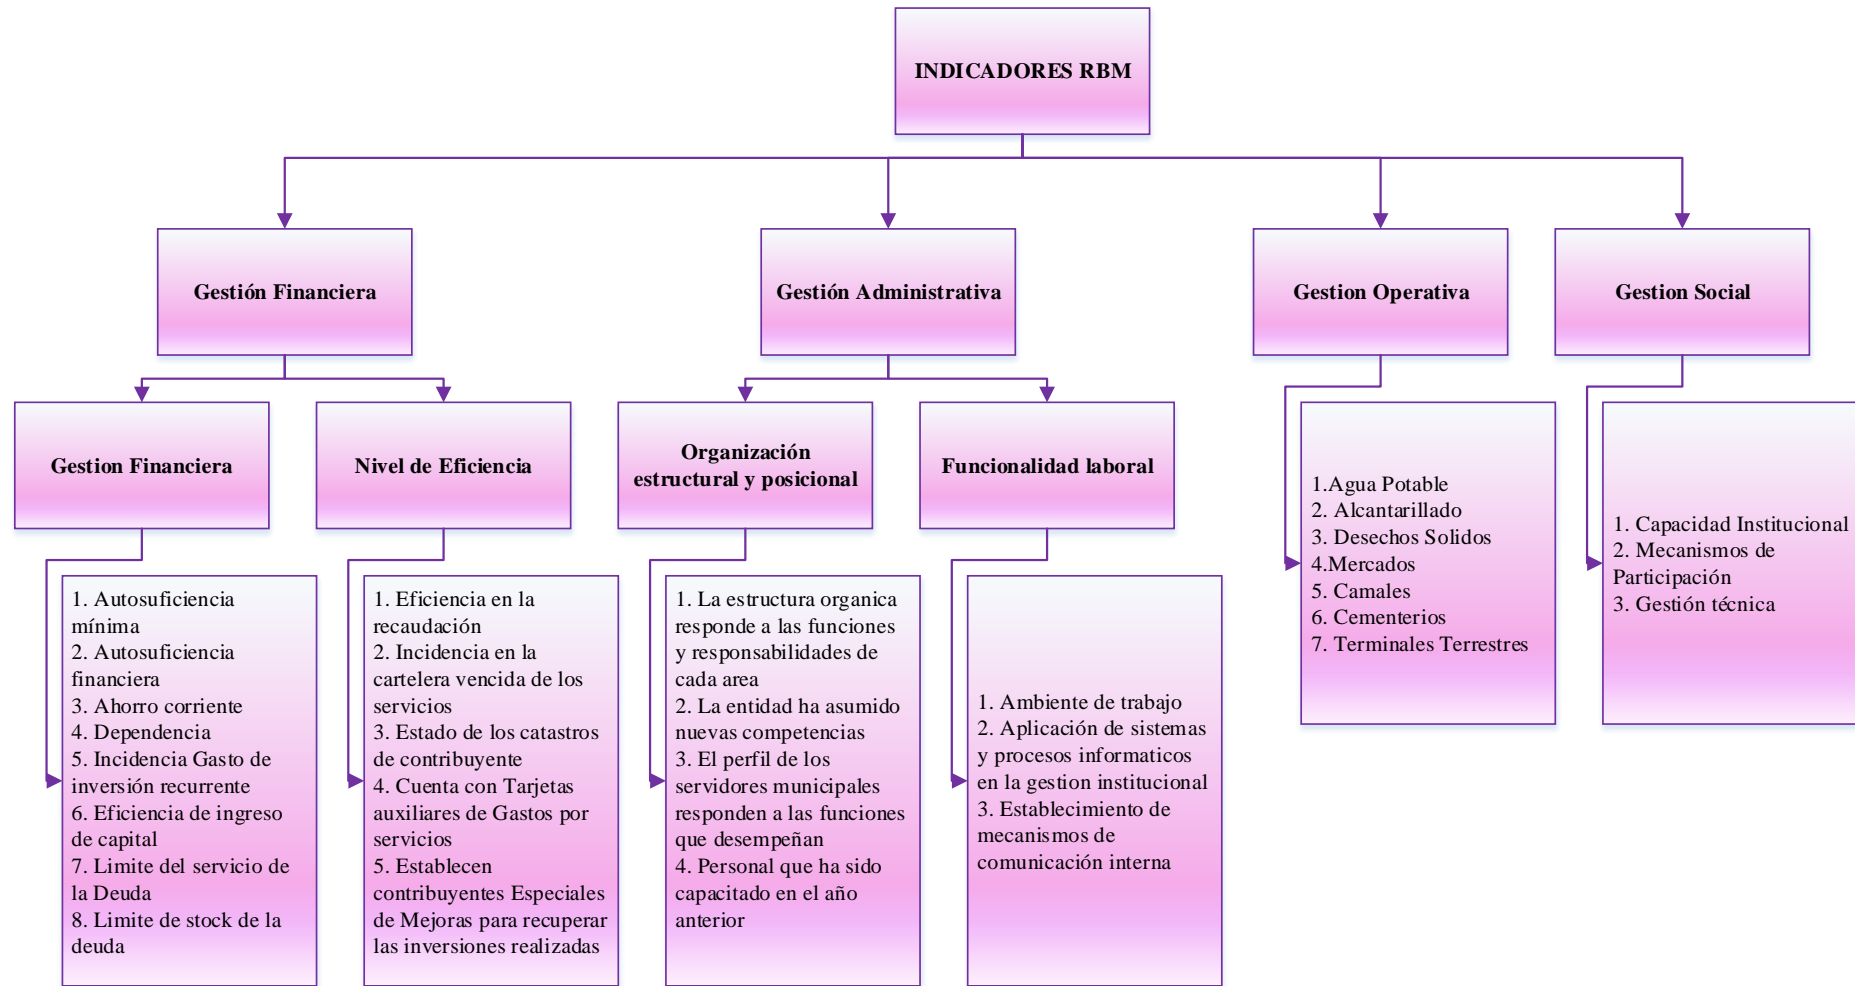 INDICADORES RBM
Gestión Financiera
Gestión Administrativa
Gestion Operativa
Gestion Social
Gestion Financiera
Nivel de Eficiencia
Organización
estructural y posicional
Funcionalidad laboral
1. Autosuficiencia
mínima
2. Autosuficiencia
financiera
3. Ahorro corriente
4. Dependencia
5. Incidencia Gasto de
inversión recurrente
6. Eficiencia de ingreso
de capital
7. Limite del servicio de
la Deuda
8. Limite de stock de la
deuda
1. Eficiencia en la
recaudación
2. Incidencia en la
cartelera vencida de los
servicios
3. Estado de los catastros
de contribuyente
4. Cuenta con Tarjetas
auxiliares de Gastos por
servicios
5. Establecen
contribuyentes Especiales
de Mejoras para recuperar
las inversiones realizadas
1. La estructura organica
responde a las funciones
y responsabilidades de
cada area
2. La entidad ha asumido
nuevas competencias
3. El perfil de los
servidores municipales
responden a las funciones
que desempeñan
4. Personal que ha sido
capacitado en el año
anterior
1. Ambiente de trabajo
2. Aplicación de sistemas
y procesos informaticos
en la gestion institucional
3. Establecimiento de
mecanismos de
comunicación interna
1.Agua Potable
2. Alcantarillado
3. Desechos Solidos
4.Mercados
5. Camales
6. Cementerios
7. Terminales Terrestres
1. Capacidad Institucional
2. Mecanismos de
Participación
3. Gestión técnica